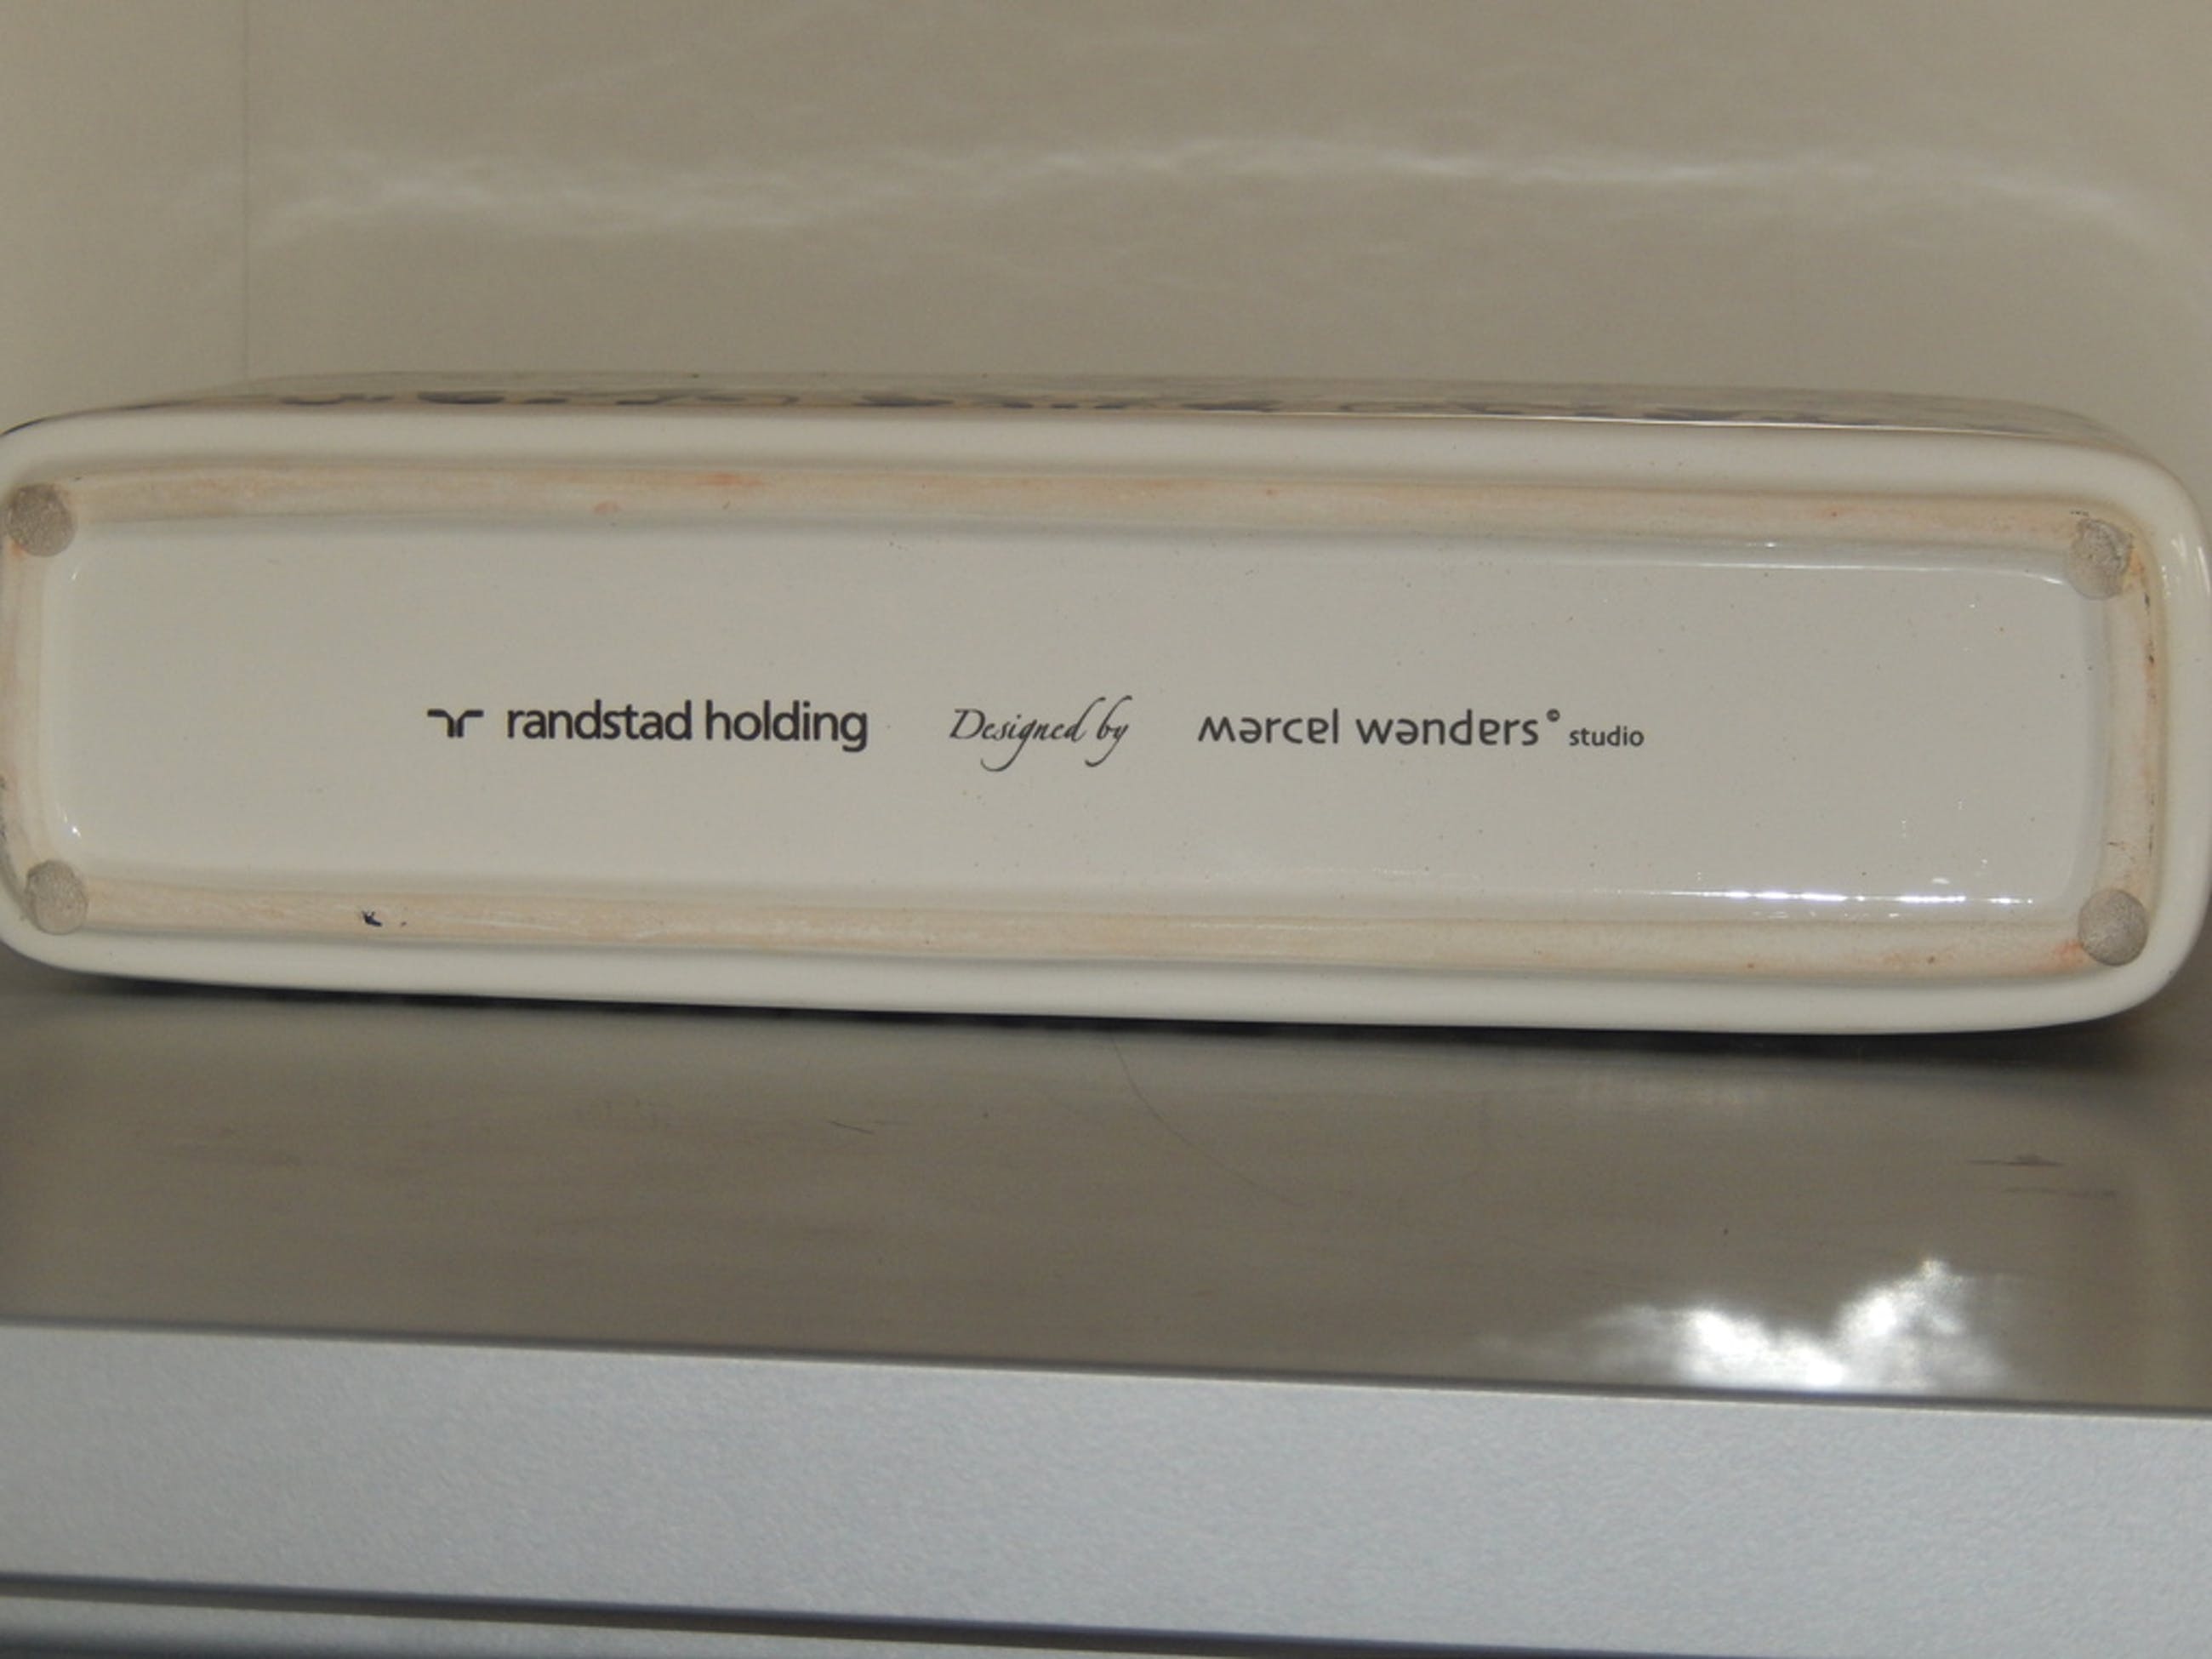 randstad holding Designed by marcel wanders© studio